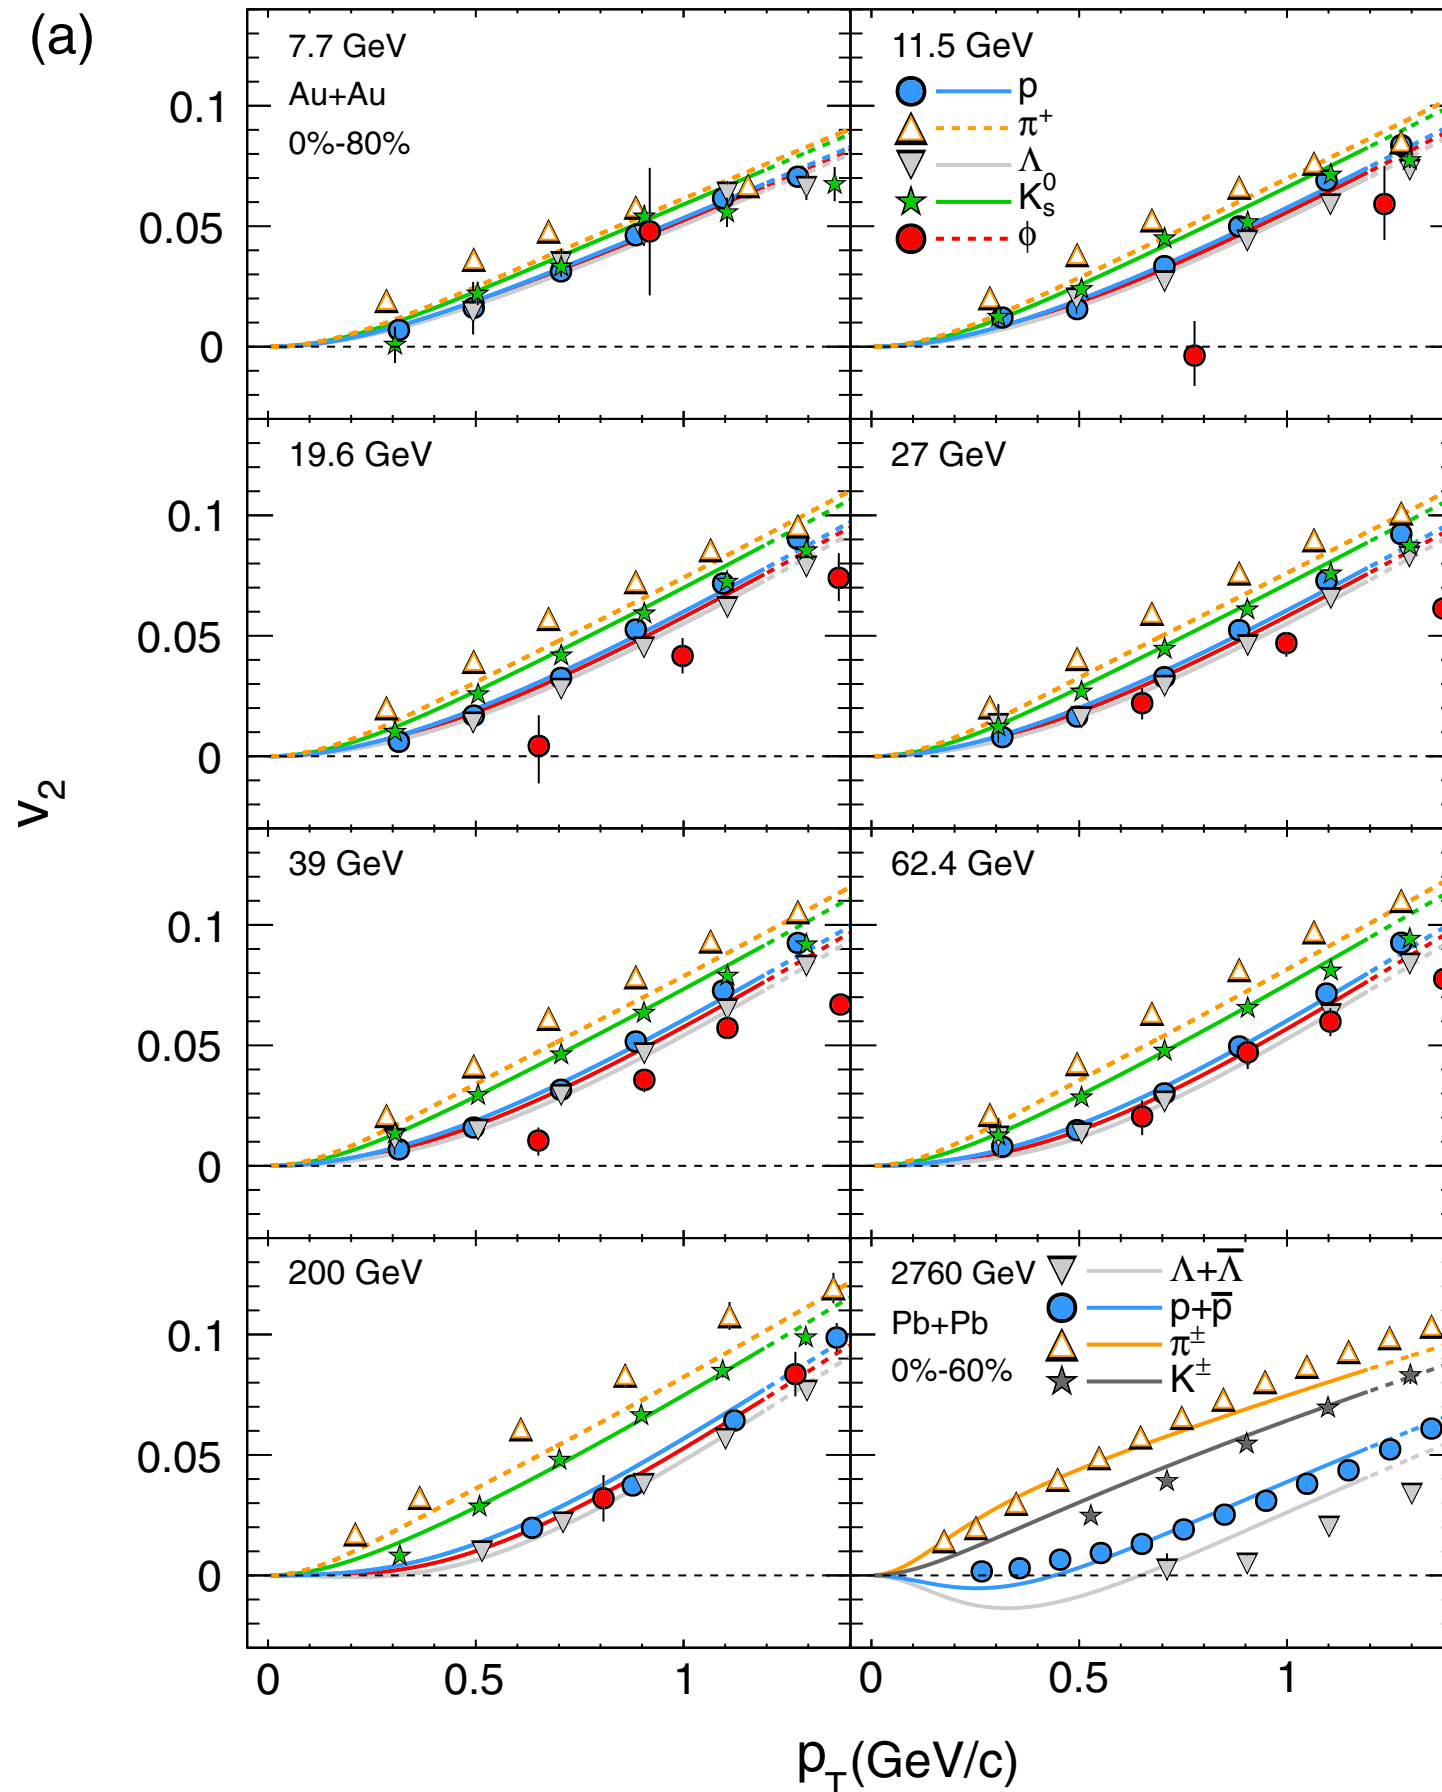 (a)
7.7 GeV
Au+Au
0%-80%
0.1
0.05
0
11.5 GeV
p
π+
Λ
K0s
ϕ
19.6 GeV
0.1
0.05
0
27 GeV
v2
39 GeV
0.1
0.05
0
62.4 GeV
200 GeV
0.1
0.05
0
2760 GeV
Pb+Pb
0%-60%
Λ+Λ̅
p+p̅
π±
K±
0 0.5 1
0 0.5 1
pT (GeV/c)